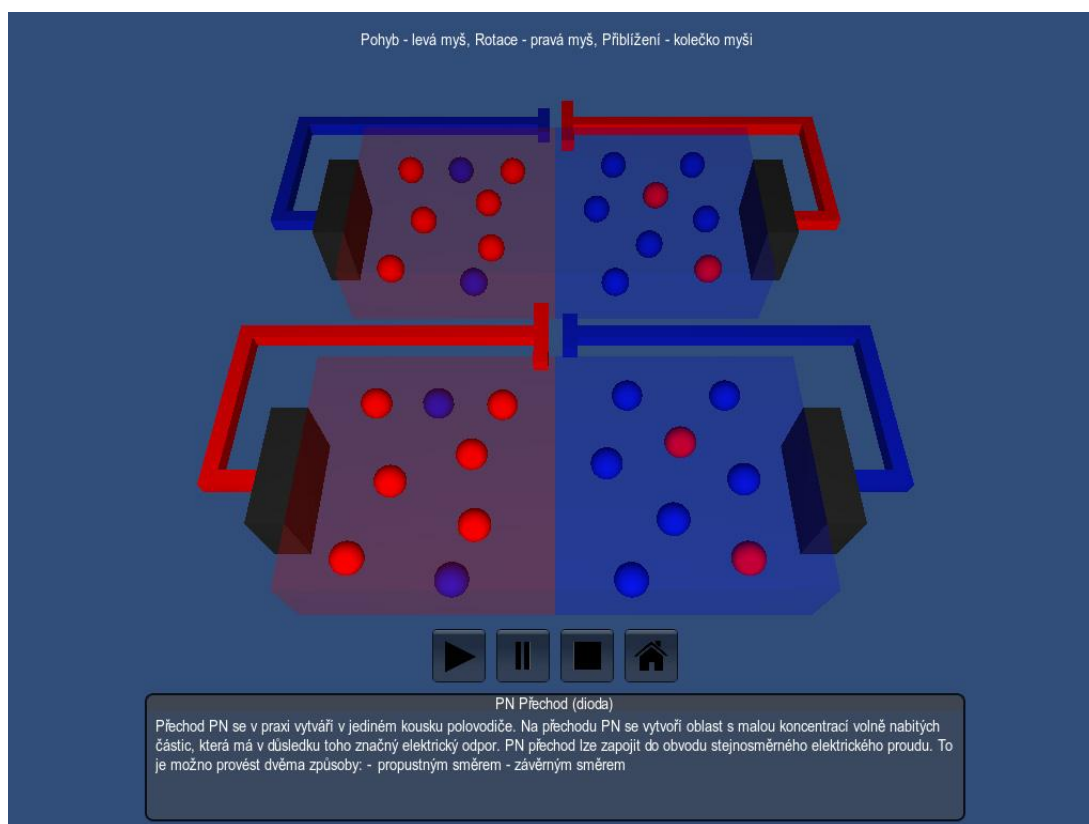 Pohyb - levá myš, Rotace - pravá myš, Přiblížení - kolečko myši
PN Přechod (dioda)
Přechod PN se v praxi vytváří v jediném kousku polovodiče. Na přechodu PN se vytvoří oblast s malou koncentrací volně nabitých
částic, která má v důsledku toho značný elektrický odpor. PN přechod lze zapojit do obvodu stejnosměrného elektrického proudu. To
je možno provést dvěma způsoby: - propustným směrem - závěrným směrem